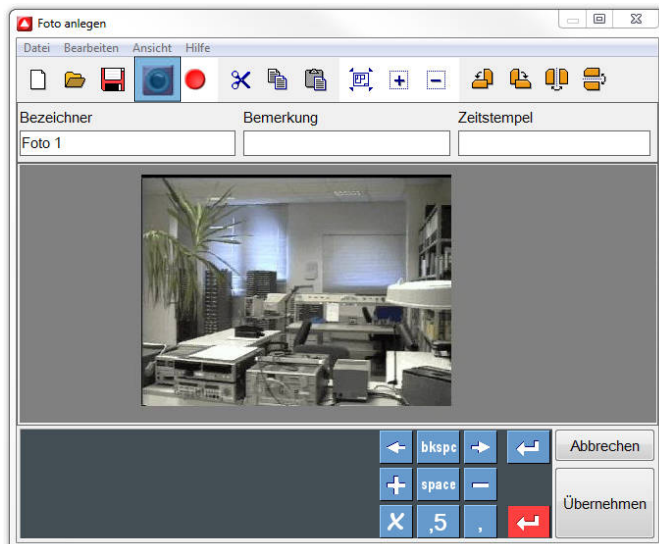 Foto anlegen
Datei Bearbeiten Ansicht Hilfe
Bezeichner Bemerkung Zeitstempel
Foto 1
bkspc Abbrechen
space
Übernehmen
,5 ,